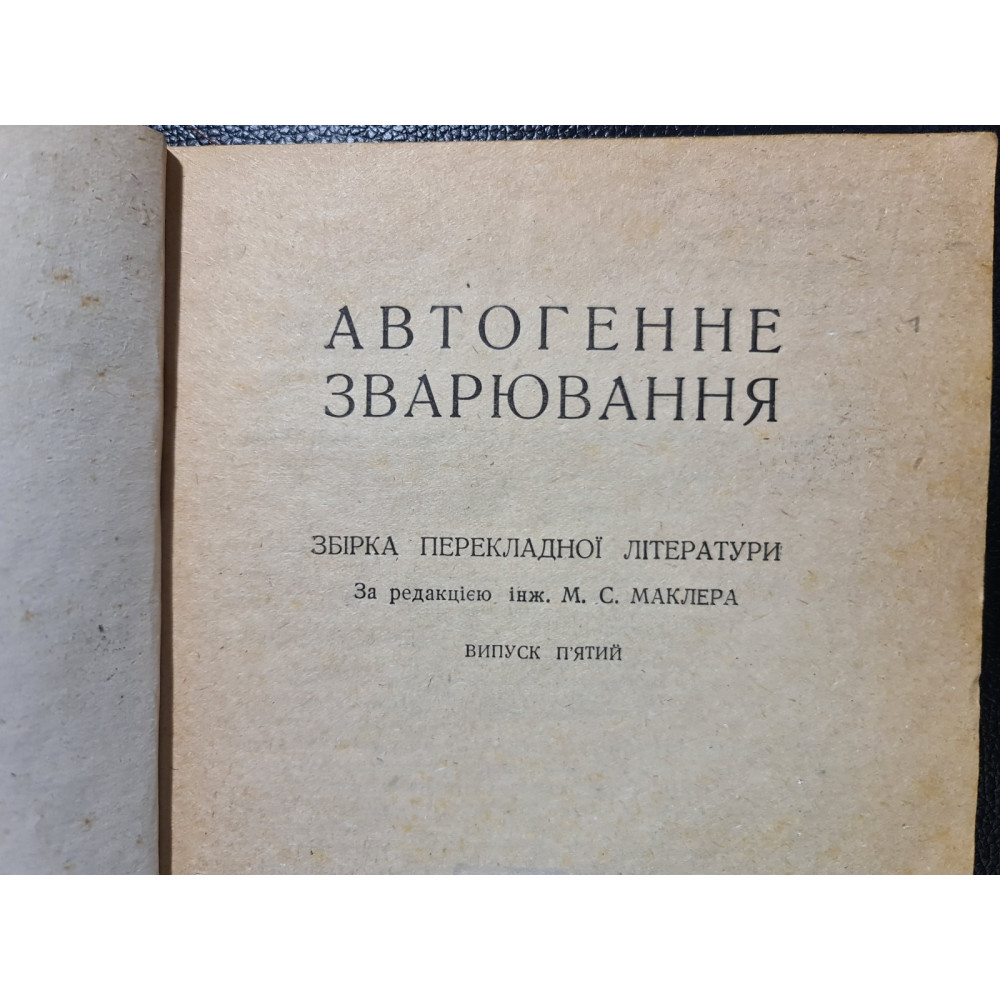 АВТОГЕННЕ
ЗВАРЮВАННЯ
ЗБІРКА ПЕРЕКЛАДНОЇ ЛІТЕРАТУРИ
За редакцією інж. М. С. МАКЛЕРА
ВИПУСК П'ЯТИЙ